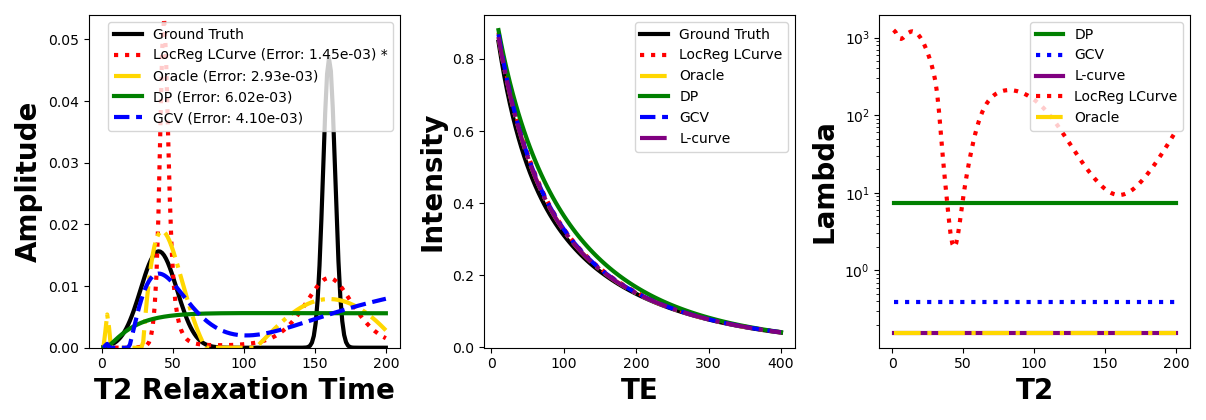 Amplitude
0.05
0.04
0.03
0.02
0.01
0.00
Ground Truth
LocReg LCurve (Error: 1.45e-03) *
Oracle (Error: 2.93e-03)
DP (Error: 6.02e-03)
GCV (Error: 4.10e-03)
0 50 100 150 200
T2 Relaxation Time
Intensity
0.8
0.6
0.4
0.2
0.0
Ground Truth
LocReg LCurve
Oracle
DP
GCV
L-curve
0 100 200 300 400
TE
Lambda
10³
10²
10¹
10⁰
DP
GCV
L-curve
LocReg LCurve
Oracle
0 50 100 150 200
T2